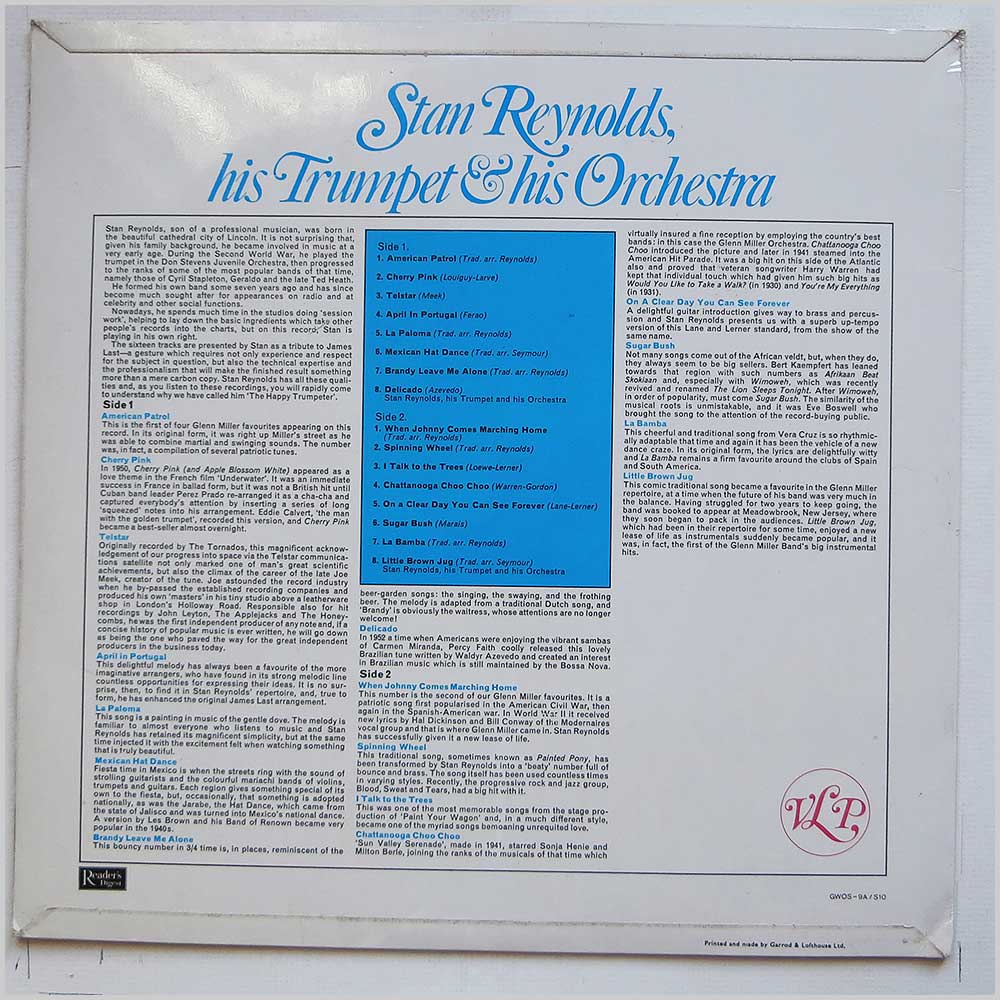 Stan Reynolds,
his Trumpet & his Orchestra
Stan Reynolds, son of a professional musician, was born in
the beautiful cathedral city of Lincoln. It is not surprising that,
given his family background, he became involved in music at a
very early age. During the Second World War, he played the
trumpet in the Don Stevens Juvenile Orchestra, then progressed
to the ranks of some of the most popular bands of that time,
namely those of Cyril Stapleton, Geraldo and the late Ted Heath.
He formed his own band some seven years ago and has since
become much sought after for appearances on radio and at
celebrity and other social functions.
Nowadays, he spends much time in the studios doing 'session
work', helping to lay down the basic ingredients which take other
people's records into the charts, but on this record, Stan is
playing in his own right.
The sixteen tracks are presented by Stan as a tribute to James
Last—a gesture which requires not only experience and respect
for the subject in question, but also the technical expertise and
the professionalism that will make the finished result something
more than a mere carbon copy. Stan Reynolds has all these quali-
ties and, as you listen to these recordings, you will rapidly come
to understand why we have called him 'The Happy Trumpeter'.
Side 1
American Patrol
This is the first of four Glenn Miller favourites appearing on this
record. In its original form, it was right up Miller's street as he
was able to combine martial and swinging sounds. The number
was, in fact, a compilation of several patriotic tunes.
Cherry Pink
In 1950, Cherry Pink (and Apple Blossom White) appeared as a
love theme in the French film 'Underwater'. It was an immediate
success in France in ballad form, but it was not a British hit until
Cuban band leader Perez Prado re-arranged it as a cha-cha and
captured everybody's attention by inserting a series of long
'squeezed' notes into his arrangement. Eddie Calvert, 'the man
with the golden trumpet', recorded this version, and Cherry Pink
became a best-seller almost overnight.
Telstar
Originally recorded by The Tornados, this magnificent acknow-
ledgement of our progress into space via the Telstar communica-
tions satellite not only marked one of man's great scientific
achievements, but also the climax of the career of the late Joe
Meek, creator of the tune. Joe astounded the record industry
when he by-passed the established recording companies and
produced his own 'masters' in his tiny studio above a leatherware
shop in London's Holloway Road. Responsible also for hit
recordings by John Leyton, The Applejacks and The Honey-
combs, he was the first independent producer of any note and, if a
concise history of popular music is ever written, he will go down
as being the one who paved the way for the great independent
producers in the business today.
April in Portugal
This delightful melody has always been a favourite of the more
imaginative arrangers, who have found in its strong melodic line
countless opportunities for expressing their ideas. It is no sur-
prise, then, to find it in Stan Reynolds' repertoire, and, true to
form, he has enhanced the original James Last arrangement.
La Paloma
This song is a painting in music of the gentle dove. The melody is
familiar to almost everyone who listens to music and Stan
Reynolds has retained its magnificent simplicity, but at the same
time injected it with the excitement felt when watching something
that is truly beautiful.
Mexican Hat Dance
Fiesta time in Mexico is when the streets ring with the sound of
strolling guitarists and the colourful mariachi bands of violins,
trumpets and guitars. Each region gives something special of its
own to the fiesta, but, occasionally, that something is adopted
nationally, as was the Jarabe, the Hat Dance, which came from
the state of Jalisco and was turned into Mexico's national dance.
A version by Les Brown and his Band of Renown became very
popular in the 1940s.
Brandy Leave Me Alone
This bouncy number in 3/4 time is, in places, reminiscent of the
Side 1.
1. American Patrol (Trad. arr. Reynolds)
2. Cherry Pink (Louiguy-Larve)
3. Telstar (Meek)
4. April In Portugal (Ferao)
5. La Paloma (Trad. arr. Reynolds)
6. Mexican Hat Dance (Trad. arr. Seymour)
7. Brandy Leave Me Alone (Trad. arr. Reynolds)
8. Delicado (Azevedo)
Stan Reynolds, his Trumpet and his Orchestra
Side 2.
1. When Johnny Comes Marching Home
(Trad. arr. Reynolds)
2. Spinning Wheel (Trad. arr. Reynolds)
3. I Talk to the Trees (Loewe-Lerner)
4. Chattanooga Choo Choo (Warren-Gordon)
5. On a Clear Day You Can See Forever (Lane-Lerner)
6. Sugar Bush (Marais)
7. La Bamba (Trad. arr. Reynolds)
8. Little Brown Jug (Trad. arr. Seymour)
Stan Reynolds, his Trumpet and his Orchestra
beer-garden songs: the singing, the swaying, and the frothing
beer. The melody is adapted from a traditional Dutch song, and
'Brandy' is obviously the waitress, whose attentions are no longer
welcome!
Delicado
In 1952 a time when Americans were enjoying the vibrant sambas
of Carmen Miranda, Percy Faith coolly released this lovely
Brazilian tune written by Waldyr Azevedo and created an interest
in Brazilian music which is still maintained by the Bossa Nova.
Side 2
When Johnny Comes Marching Home
This number is the second of our Glenn Miller favourites. It is a
patriotic song first popularised in the American Civil War, then
again in the Spanish-American war. In World War II it received
new lyrics by Hal Dickinson and Bill Conway of the Modernaires
vocal group and that is where Glenn Miller came in. Stan Reynolds
has successfully given it a new lease of life.
Spinning Wheel
This traditional song, sometimes known as Painted Pony, has
been transformed by Stan Reynolds into a 'beaty' number full of
bounce and brass. The song itself has been used countless times
in varying styles. Recently, the progressive rock and jazz group,
Blood, Sweat and Tears, had a big hit with it.
I Talk to the Trees
This was one of the most memorable songs from the stage pro-
duction of 'Paint Your Wagon' and, in a much different style,
became one of the myriad songs bemoaning unrequited love.
Chattanooga Choo Choo
'Sun Valley Serenade', made in 1941, starred Sonja Henie and
Milton Berle, joining the ranks of the musicals of that time which
virtually insured a fine reception by employing the country's best
bands: in this case the Glenn Miller Orchestra. Chattanooga Choo
Choo introduced the picture and later in 1941 steamed into the
American Hit Parade. It was a big hit on this side of the Atlantic
also and proved that veteran songwriter Harry Warren had
kept that individual touch which had given him such big hits as
Would You Like to Take a Walk? (in 1930) and You're My Everything
(in 1931).
On A Clear Day You Can See Forever
A delightful guitar introduction gives way to brass and percus-
sion and Stan Reynolds presents us with a superb up-tempo
version of this Lane and Lerner standard, from the show of the
same name.
Sugar Bush
Not many songs come out of the African veldt, but, when they do,
they always seem to be big sellers. Bert Kaempfert has leaned
towards that region with such numbers as Afrikaan Beat
Skokiaan and, especially with Wimoweh, which was recently
revived and renamed The Lion Sleeps Tonight. After Wimoweh,
in order of popularity, must come Sugar Bush. The similarity of the
musical roots is unmistakable, and it was Eve Boswell who
brought the song to the attention of the record-buying public.
La Bamba
This cheerful and traditional song from Vera Cruz is so rhythmic-
ally adaptable that time and again it has been the vehicle of a new
dance craze. In its original form, the lyrics are delightfully witty
and La Bamba remains a firm favourite around the clubs of Spain
and South America.
Little Brown Jug
This comic traditional song became a favourite in the Glenn Miller
repertoire, at a time when the future of his band was very much in
the balance. Having struggled for two years to keep going, the
band was booked to appear at Meadowbrook, New Jersey, where
they soon began to pack in the audiences. Little Brown Jug,
which had been in their repertoire for some time, enjoyed a new
lease of life as instrumentals suddenly became popular, and it
was, in fact, the first of the Glenn Miller Band's big instrumental
hits.
VLP
Reader's
Digest
GWOS-9A/S10
Printed and made by Garrod & Lofthouse Ltd.